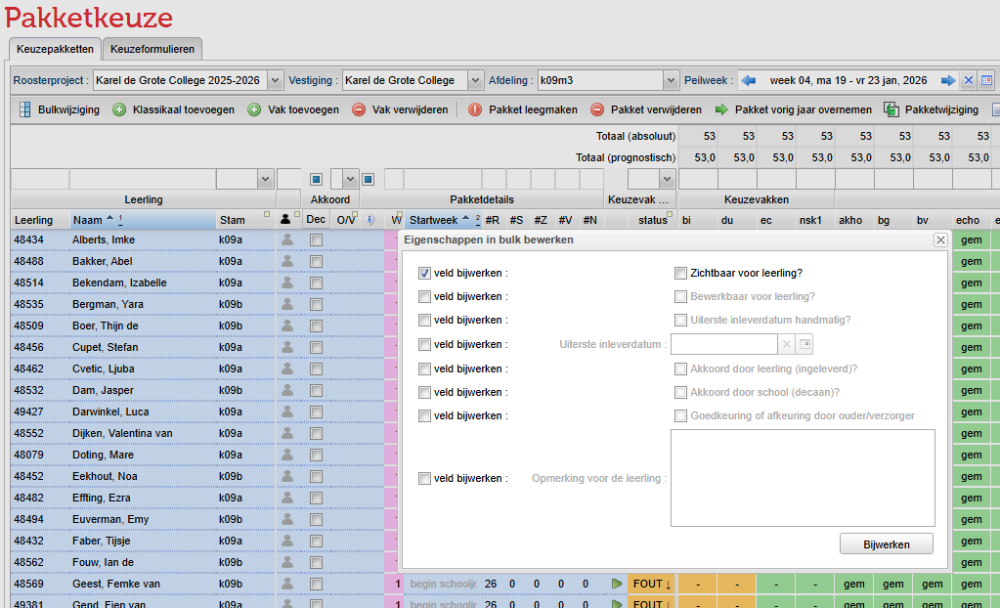 Pakketkeuze
Keuzepakketten Keuzeformulieren
Roosterproject : Karel de Grote College 2025-2026 Vestiging : Karel de Grote College Afdeling : k09m3 Peilweek : week 04, ma 19 - vr 23 jan, 2026
Bulkwijziging Klassikaal toevoegen Vak toevoegen Vak verwijderen Pakket leegmaken Pakket verwijderen Pakket vorig jaar overnemen Pakketwijziging
Totaal (absoluut) 53 53 53 53 53 53 53 53
Totaal (prognostisch) 53,0 53,0 53,0 53,0 53,0 53,0 53,0 53,0
Leerling Akkoord Pakketdetails Keuzevak ... Keuzevakken
Leerling Naam 1 Stam Dec O/V W Startweek 2 #R #S #Z #V #N status bi du ec nsk1 akho bg bv echo
48434 Alberts, Imke k09a gem
48488 Bakker, Abel k09a gem
48514 Bekendam, Izabelle k09a gem
48535 Bergman, Yara k09b gem
48509 Boer, Thijn de k09b gem
48456 Cupet, Stefan k09a gem
48462 Cvetic, Ljuba k09a gem
48532 Dam, Jasper k09b gem
49427 Darwinkel, Luca k09a gem
48552 Dijken, Valentina van k09a gem
48079 Doting, Mare k09a gem
48452 Eekhout, Noa k09b gem
48482 Effting, Ezra k09a gem
48494 Euverman, Emy k09b gem
48432 Faber, Tijsje k09a gem
48562 Fouw, Ian de k09b gem
48569 Geest, Femke van k09b 1 begin schooljr. 26 0 0 0 0 FOUT ↓ - - - - gem gem gem gem
49381 Gend, Fien van k09a 1 begin schooljr. 26 0 0 0 0 FOUT ↓ - - - - gem gem gem gem
Eigenschappen in bulk bewerken
veld bijwerken : Zichtbaar voor leerling?
veld bijwerken : Bewerkbaar voor leerling?
veld bijwerken : Uiterste inleverdatum handmatig?
veld bijwerken : Uiterste inleverdatum :
veld bijwerken : Akkoord door leerling (ingeleverd)?
veld bijwerken : Akkoord door school (decaan)?
veld bijwerken : Goedkeuring of afkeuring door ouder/verzorger
veld bijwerken : Opmerking voor de leerling :
Bijwerken